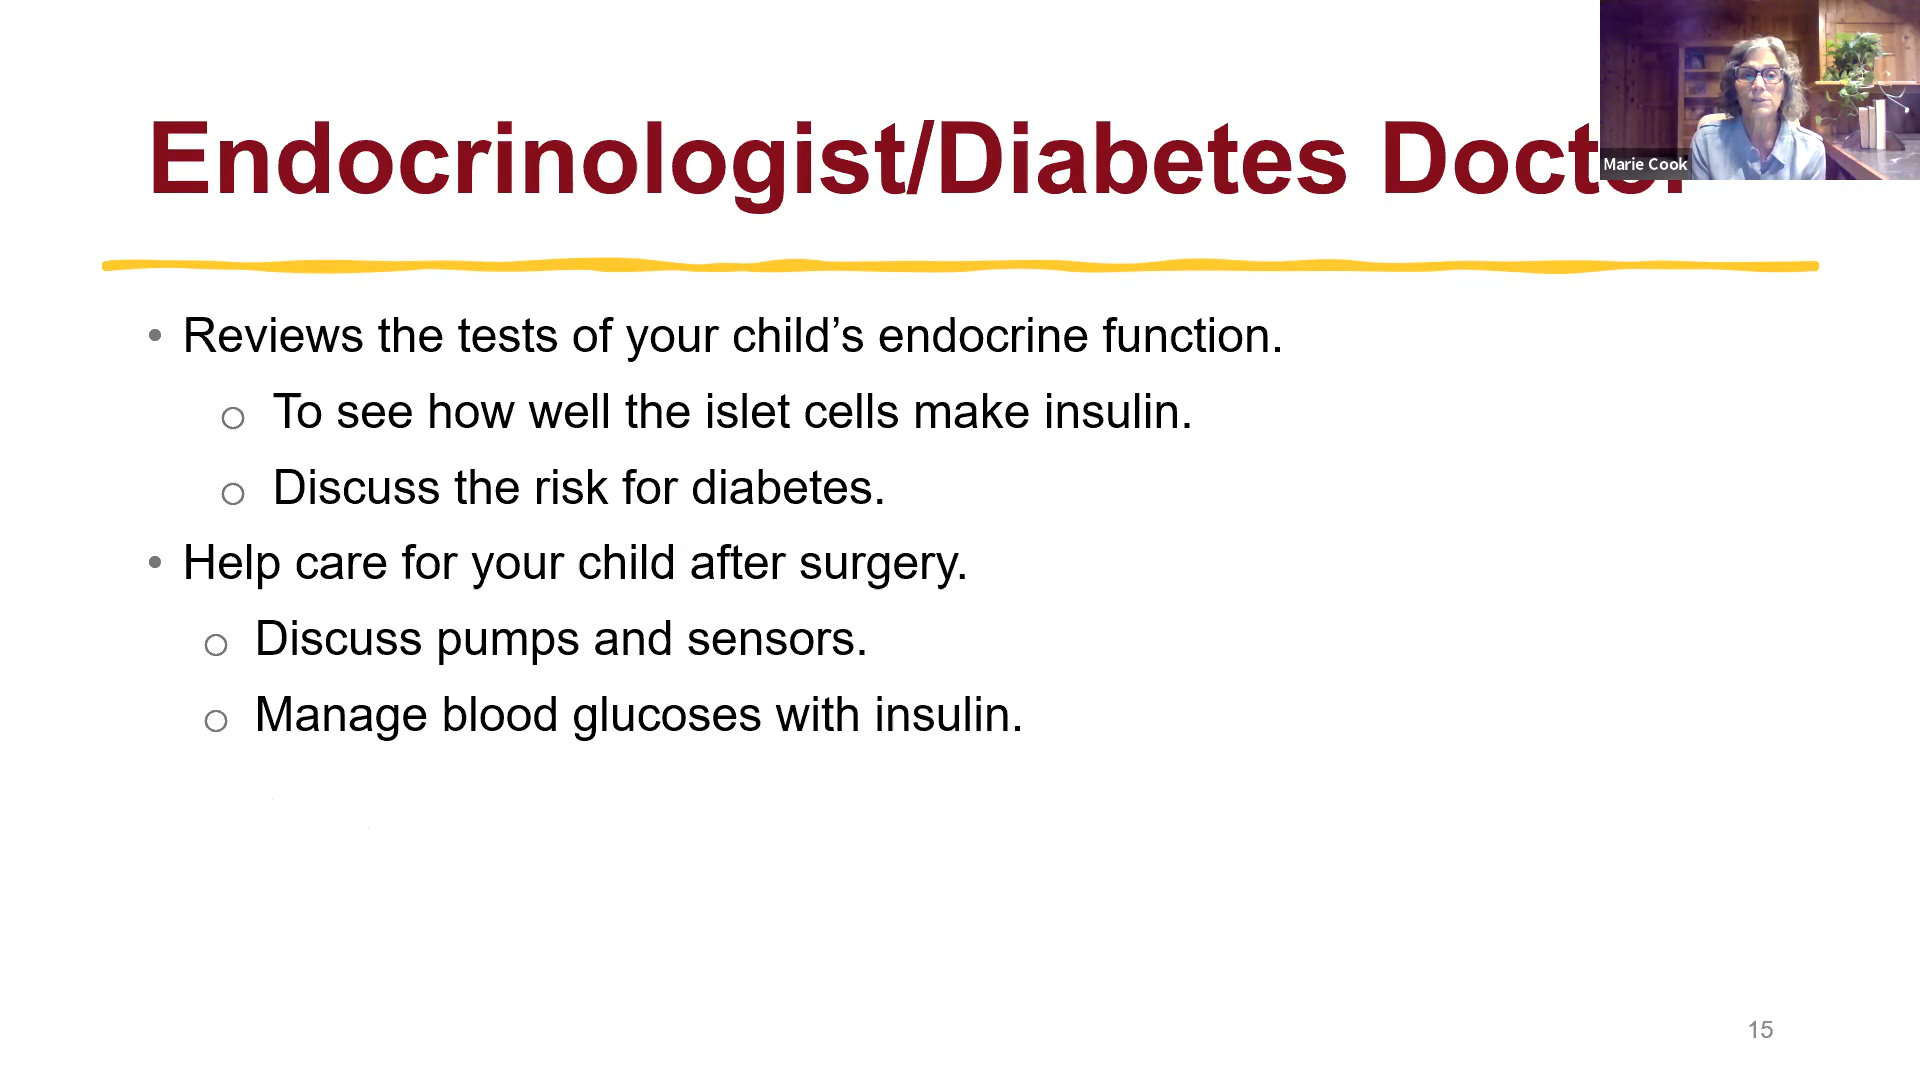 Endocrinologist/Diabetes Doctor
Marie Cook
• Reviews the tests of your child’s endocrine function.
o To see how well the islet cells make insulin.
o Discuss the risk for diabetes.
• Help care for your child after surgery.
o Discuss pumps and sensors.
o Manage blood glucoses with insulin.
15